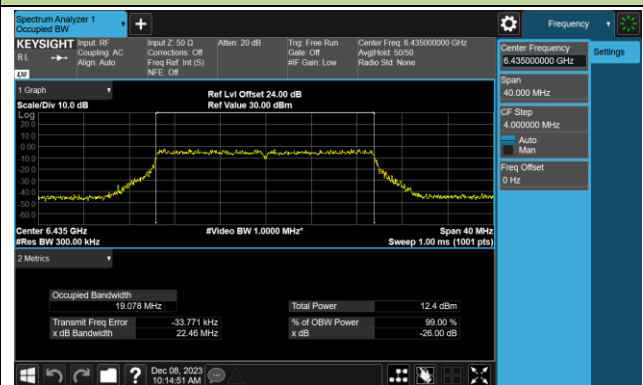 Spectrum Analyzer 1
Occupied BW
KEYSIGHT
RL
Input: RF
Coupling: AC
Align: Auto
Input Z: 50 Ω
Corrections: Off
Freq Ref: Int (S)
NFE: Off
Atten: 20 dB
Trig: Free Run
Gate: Off
#IF Gain: Low
Center Freq: 6.435000000 GHz
Avg|Hold: 50/50
Radio Std: None
1 Graph
Scale/Div 10.0 dB
Ref Lvl Offset 24.00 dB
Ref Value 30.00 dBm
Log
20.0
10.0
0.00
-10.0
-20.0
-30.0
-40.0
-50.0
-60.0
Center 6.435 GHz
#Res BW 300.00 kHz
#Video BW 1.0000 MHz*
Span 40 MHz
Sweep 1.00 ms (1001 pts)
2 Metrics
Occupied Bandwidth
19.078 MHz
Total Power 12.4 dBm
Transmit Freq Error -33.771 kHz
x dB Bandwidth 22.46 MHz
% of OBW Power 99.00 %
x dB -26.00 dB
Dec 08, 2023
10:14:51 AM
Frequency
Settings
Center Frequency
6.435000000 GHz
Span
40.000 MHz
CF Step
4.000000 MHz
Auto
Man
Freq Offset
0 Hz